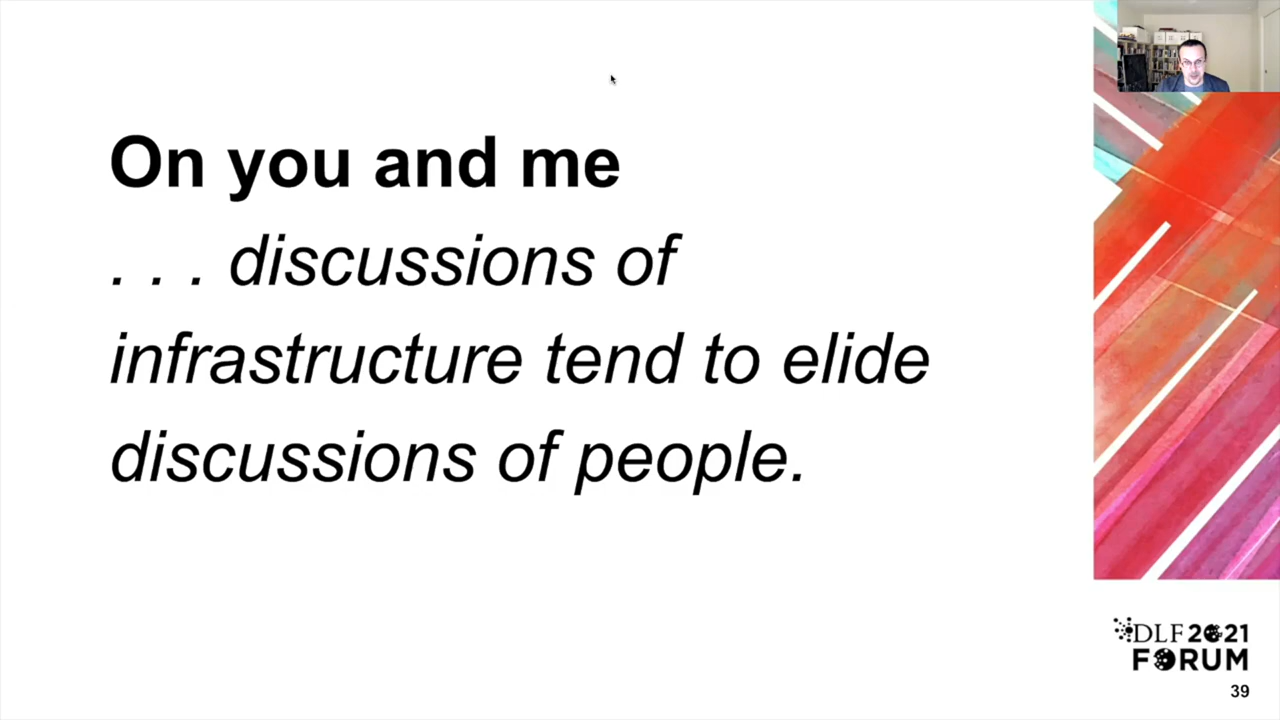 On you and me
. . . discussions of
infrastructure tend to elide
discussions of people.
DLF 2021
FORUM
39